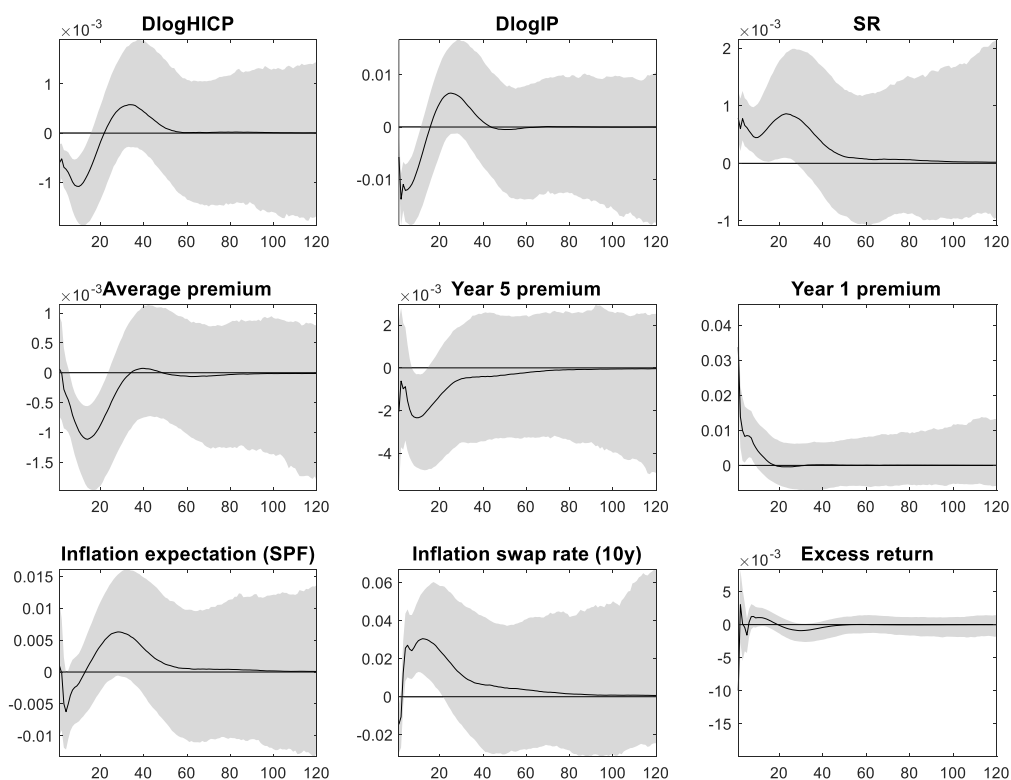 DlogHICP
×10-3
1
0
-1
20 40 60 80 100 120
DlogIP
0.01
0
-0.01
20 40 60 80 100 120
SR
×10-3
2
1
0
-1
20 40 60 80 100 120
Average premium
×10-3
1
0.5
0
-0.5
-1
-1.5
20 40 60 80 100 120
Year 5 premium
×10-3
2
0
-2
-4
20 40 60 80 100 120
Year 1 premium
0.04
0.03
0.02
0.01
0
20 40 60 80 100 120
Inflation expectation (SPF)
0.015
0.01
0.005
0
-0.005
-0.01
20 40 60 80 100 120
Inflation swap rate (10y)
0.06
0.04
0.02
0
-0.02
20 40 60 80 100 120
Excess return
×10-3
5
0
-5
-10
-15
20 40 60 80 100 120